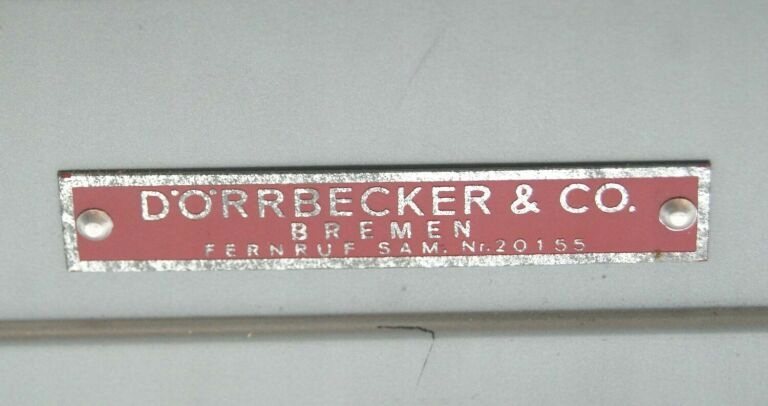 DÖRRBECKER & CO.
BREMEN
FERNRUF SAM. Nr. 20155